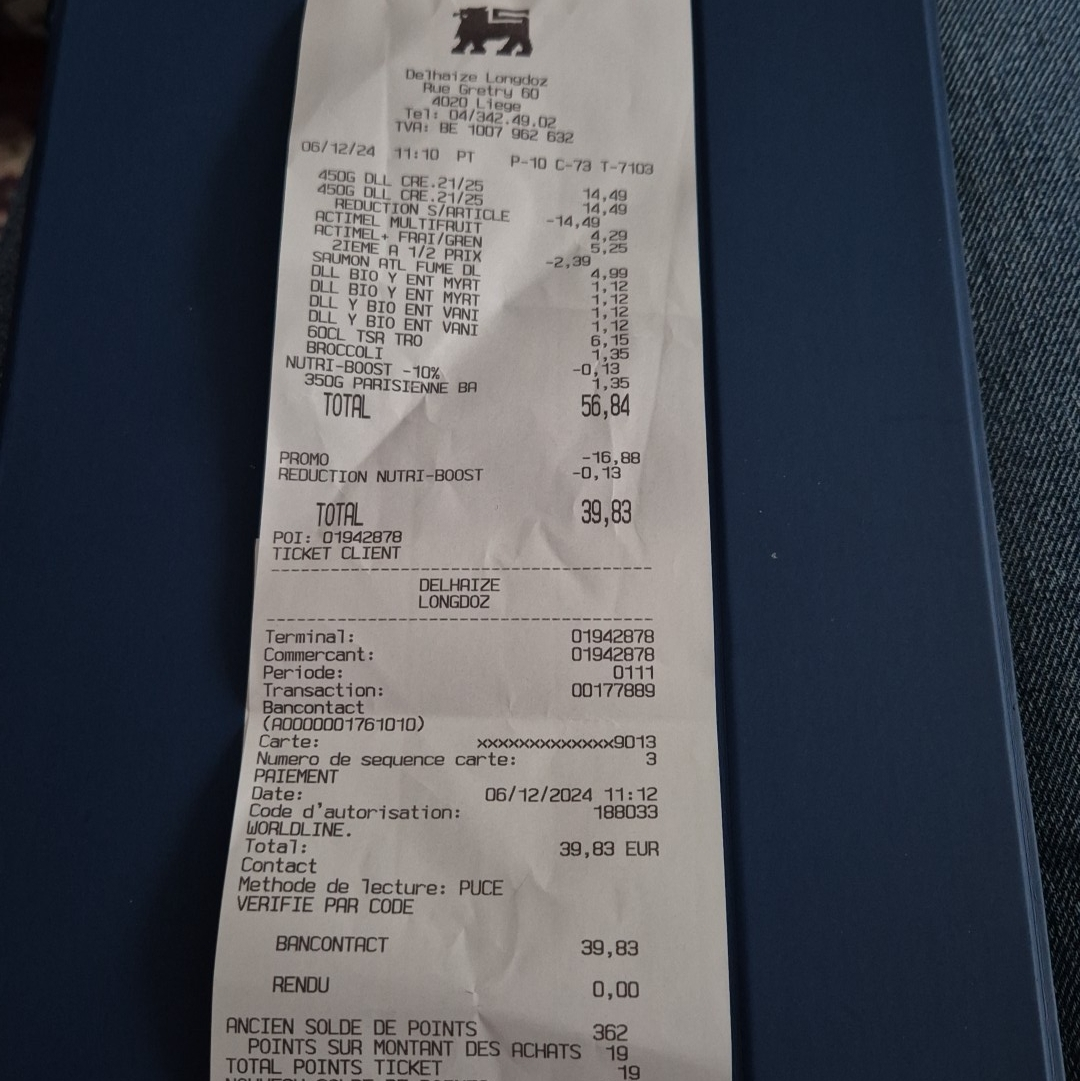 Delhaize Longdoz
Rue Gretry 60
4020 Liege
Tel: 04/342.49.02
TVA: BE 1007 962 632
06/12/24 11:10 PT P-10 C-73 T-7103
450G DLL CRE.21/25 14,49
450G DLL CRE.21/25 14,49
REDUCTION S/ARTICLE -14,49
ACTIMEL MULTIFRUIT 4,29
ACTIMEL+ FRAI/GREN 5,25
2IEME A 1/2 PRIX -2,39
SAUMON ATL FUME DL 4,99
DLL BIO Y ENT MYRT 1,12
DLL BIO Y ENT MYRT 1,12
DLL Y BIO ENT VANI 1,12
DLL Y BIO ENT VANI 1,12
60CL TSR TRO 6,15
BROCCOLI 1,35
NUTRI-BOOST -10% -0,13
350G PARISIENNE BA 1,35
TOTAL 56,84
PROMO -16,88
REDUCTION NUTRI-BOOST -0,13
TOTAL 39,83
POI: 01942878
TICKET CLIENT
DELHAIZE
LONGDOZ
Terminal: 01942878
Commercant: 01942878
Periode: 0111
Transaction: 00177889
Bancontact
(A0000001761010)
Carte: xxxxxxxxxxxxx9013
Numero de sequence carte: 3
PAIEMENT
Date: 06/12/2024 11:12
Code d'autorisation: 188033
WORLDLINE.
Total: 39,83 EUR
Contact
Methode de lecture: PUCE
VERIFIE PAR CODE
BANCONTACT 39,83
RENDU 0,00
ANCIEN SOLDE DE POINTS 362
POINTS SUR MONTANT DES ACHATS 19
TOTAL POINTS TICKET 19